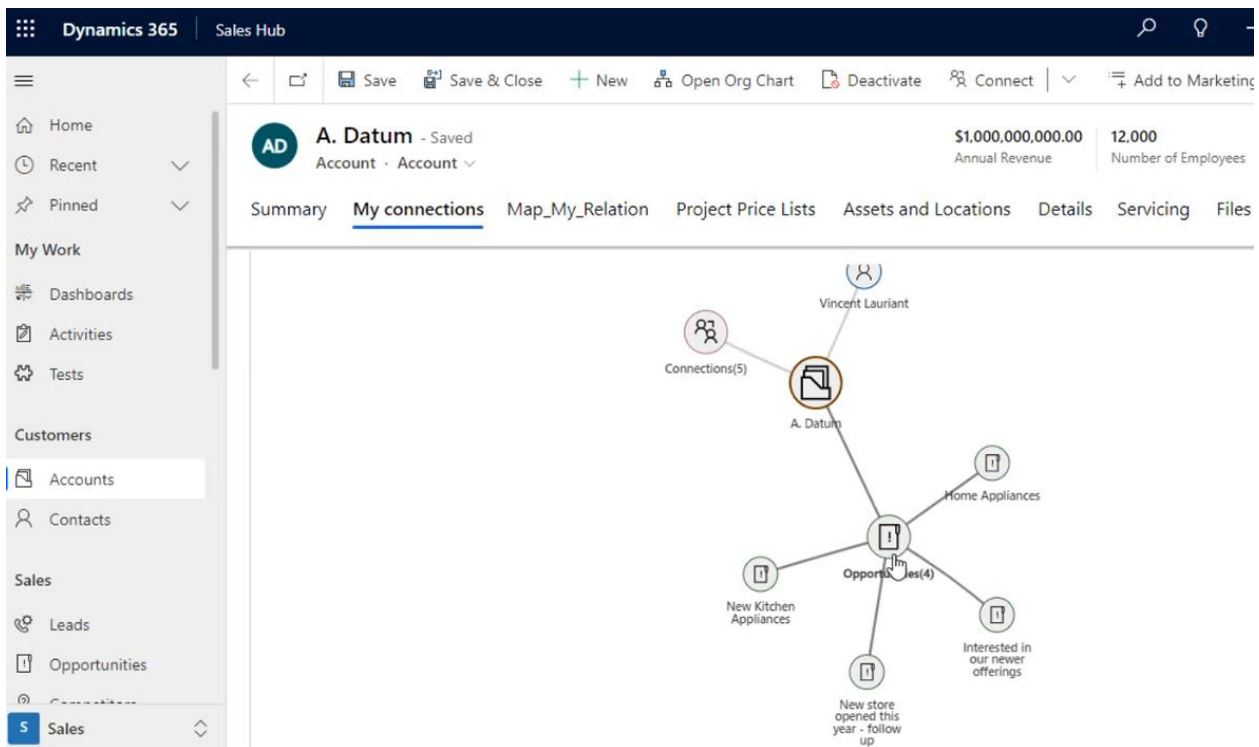 Dynamics 365 Sales Hub
Save Save & Close New Open Org Chart Deactivate Connect Add to Marketing
Home
Recent
Pinned
My Work
Dashboards
Activities
Tests
Customers
Accounts
Contacts
Sales
Leads
Opportunities
S Sales
AD
A. Datum - Saved
Account · Account
$1,000,000,000.00
Annual Revenue
12,000
Number of Employees
Summary My connections Map_My_Relation Project Price Lists Assets and Locations Details Servicing Files
Vincent Lauriant
Connections(5)
A. Datum
Home Appliances
Opportunities(4)
New Kitchen
Appliances
Interested in
our newer
offerings
New store
opened this
year - follow
up